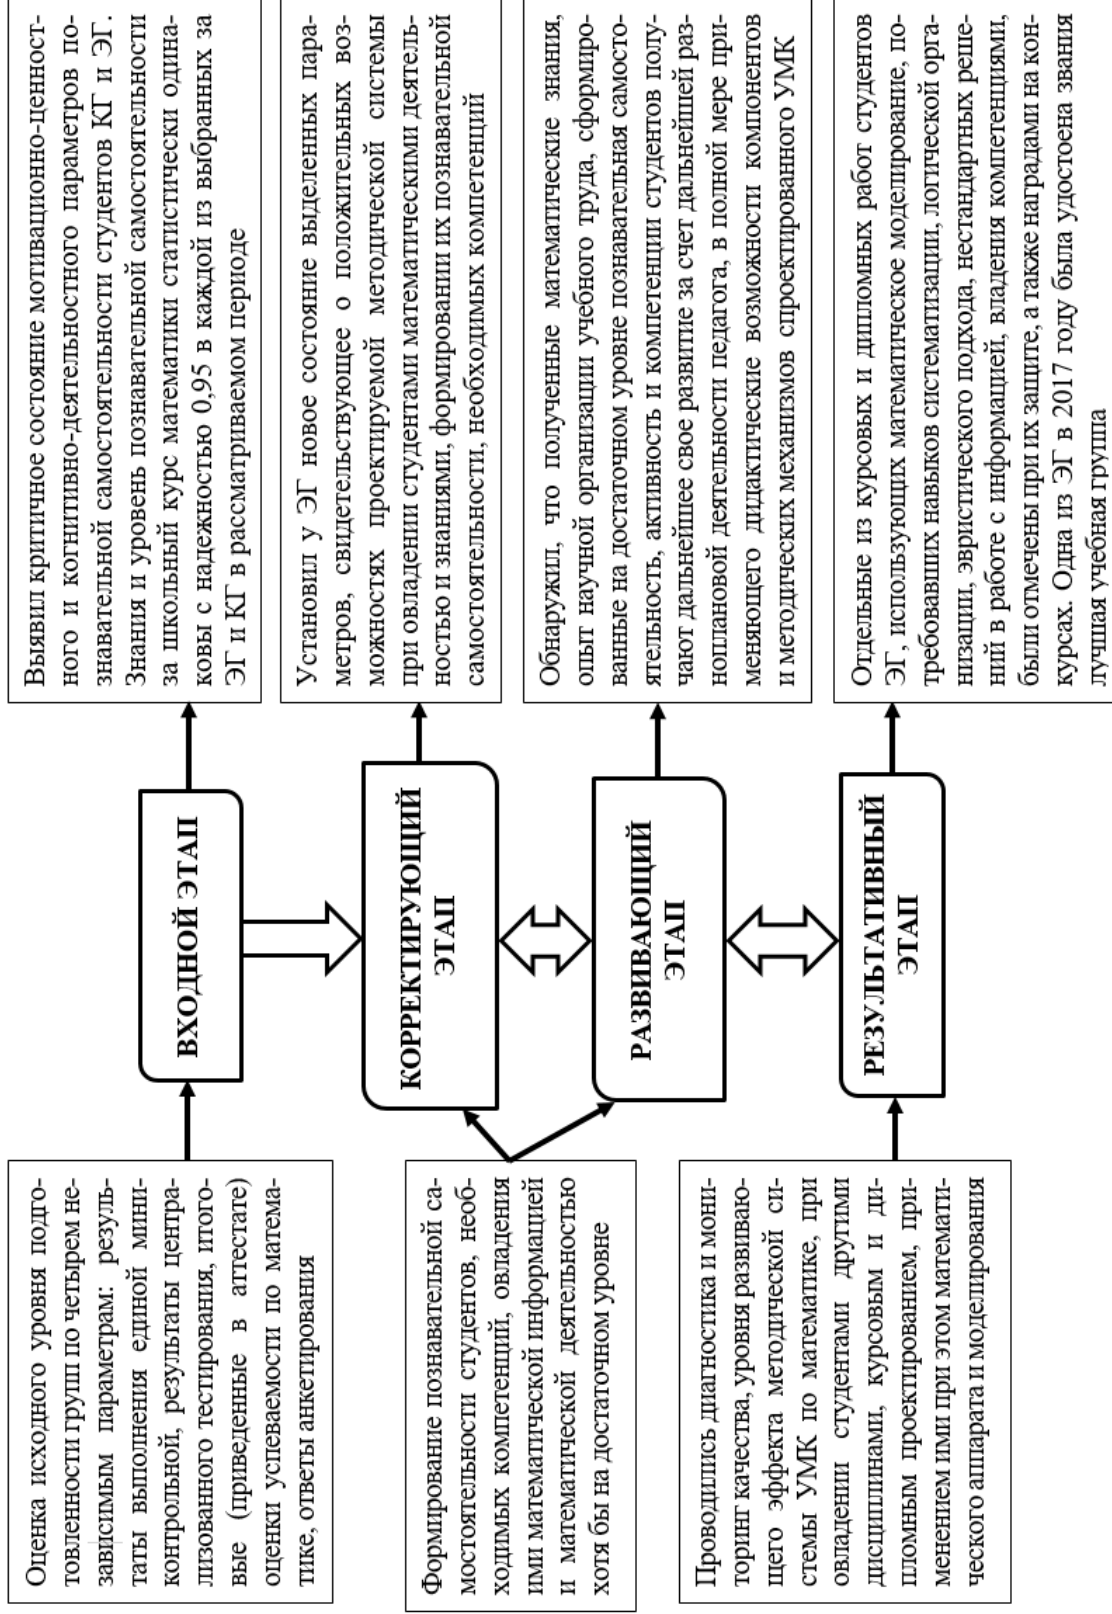 Оценка исходного уровня подго-
товленности групп по четырем не-
зависимым параметрам: резуль-
таты выполнения единой мини-
контрольной, результаты центра-
лизованного тестирования, итого-
вые (приведенные в аттестате)
оценки успеваемости по матема-
тике, ответы анкетирования
ВХОДНОЙ ЭТАП
Выявил критичное состояние мотивационно-ценност-
ного и когнитивно-деятельностного параметров по-
знавательной самостоятельности студентов КГ и ЭГ.
Знания и уровень познавательной самостоятельности
за школьный курс математики статистически одина-
ковы с надежностью 0,95 в каждой из выбранных за
ЭГ и КГ в рассматриваемом периоде
Формирование познавательной са-
мостоятельности студентов, необ-
ходимых компетенций, овладения
ими математической информацией
и математической деятельностью
хотя бы на достаточном уровне
КОРРЕКТИРУЮЩИЙ
ЭТАП
Установил у ЭГ новое состояние выделенных пара-
метров, свидетельствующее о положительных воз-
можностях проектируемой методической системы
при овладении студентами математическими деятель-
ностью и знаниями, формировании их познавательной
самостоятельности, необходимых компетенций
РАЗВИВАЮЩИЙ
ЭТАП
Обнаружил, что полученные математические знания,
опыт научной организации учебного труда, сформиро-
ванные на достаточном уровне познавательная самосто-
ятельность, активность и компетенции студентов полу-
чают дальнейшее свое развитие за счет дальнейшей раз-
ноплановой деятельности педагога, в полной мере при-
меняющего дидактические возможности компонентов
и методических механизмов спроектированного УМК
Проводились диагностика и мони-
торинг качества, уровня развиваю-
щего эффекта методической си-
стемы УМК по математике, при
овладении студентами другими
дисциплинами, курсовым и ди-
пломным проектированием, при-
менением ими при этом математи-
ческого аппарата и моделирования
РЕЗУЛЬТАТИВНЫЙ
ЭТАП
Отдельные из курсовых и дипломных работ студентов
ЭГ, использующих математическое моделирование, по-
требовавших навыков систематизации, логической орга-
низации, эвристического подхода, нестандартных реше-
ний в работе с информацией, владения компетенциями,
были отмечены при их защите, а также наградами на кон-
курсах. Одна из ЭГ в 2017 году была удостоена звания
лучшая учебная группа